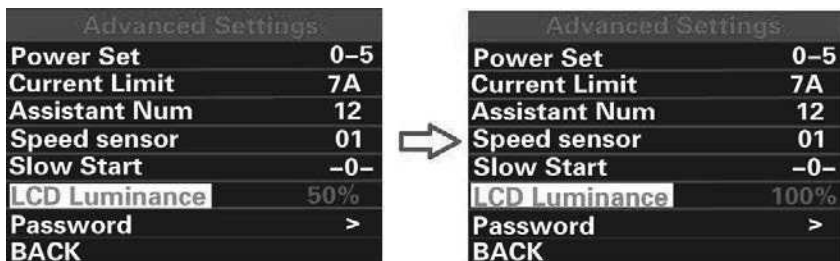 Advanced Settings
Power Set 0–5
Current Limit 7A
Assistant Num 12
Speed sensor 01
Slow Start –0–
LCD Luminance 50%
Password >
BACK
Advanced Settings
Power Set 0–5
Current Limit 7A
Assistant Num 12
Speed sensor 01
Slow Start –0–
LCD Luminance 100%
Password >
BACK